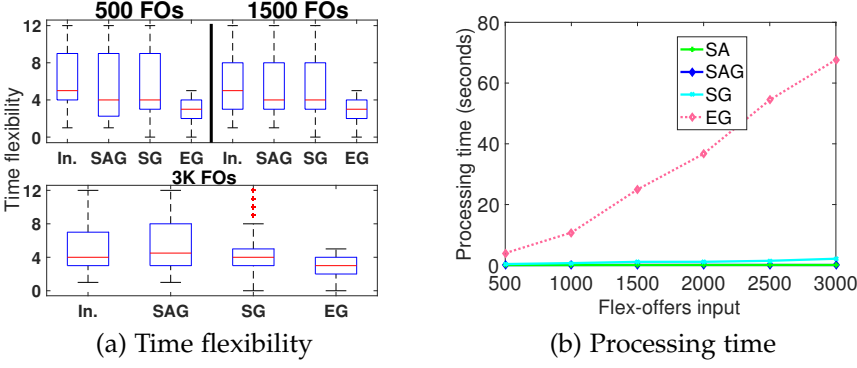 500 FOs 1500 FOs
12
8
4
0
In. SAG SG EG In. SAG SG EG
Time flexibility
3K FOs
12
8
4
0
In. SAG SG EG
(a) Time flexibility
80
60
40
20
0
Processing time (seconds)
SA
SAG
SG
EG
500 1000 1500 2000 2500 3000
Flex-offers input
(b) Processing time